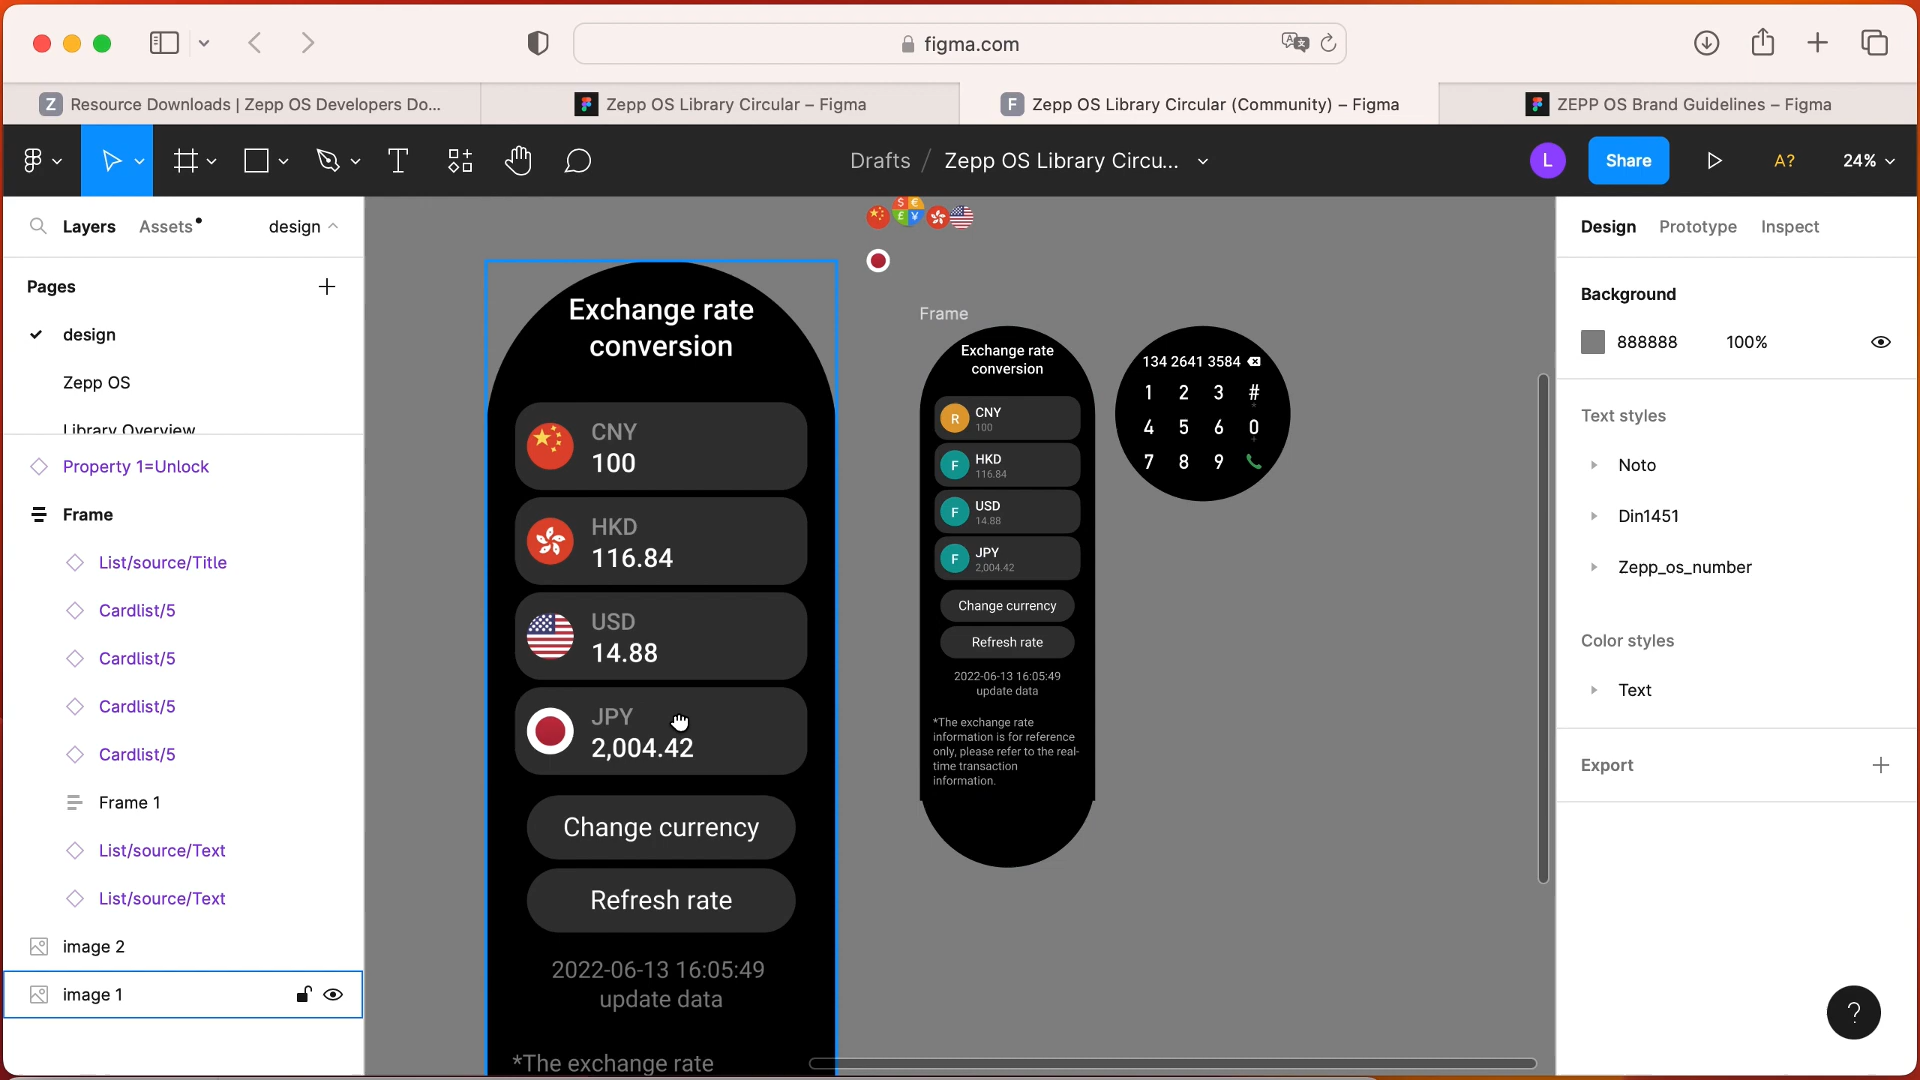 figma.com
Z Resource Downloads | Zepp OS Developers Do...
Zepp OS Library Circular – Figma
F Zepp OS Library Circular (Community) – Figma
ZEPP OS Brand Guidelines – Figma
Drafts / Zepp OS Library Circu...
L
Share
A?
24%
Layers
Assets
design
Pages
design
Zepp OS
Library Overview
Property 1=Unlock
Frame
List/source/Title
Cardlist/5
Cardlist/5
Cardlist/5
Cardlist/5
Frame 1
List/source/Text
List/source/Text
image 2
image 1
$ €
£ ¥
Exchange rate
conversion
CNY
100
HKD
116.84
USD
14.88
JPY
2,004.42
Change currency
Refresh rate
2022-06-13 16:05:49
update data
*The exchange rate
Frame
Exchange rate
conversion
R CNY
100
F HKD
116.84
F USD
14.88
F JPY
2,004.42
Change currency
Refresh rate
2022-06-13 16:05:49
update data
*The exchange rate
information is for reference
only, please refer to the real-
time transaction
information.
134 2641 3584
1 2 3 #
*
4 5 6 0
+
7 8 9
Design
Prototype
Inspect
Background
888888
100%
Text styles
Noto
Din1451
Zepp_os_number
Color styles
Text
Export
?